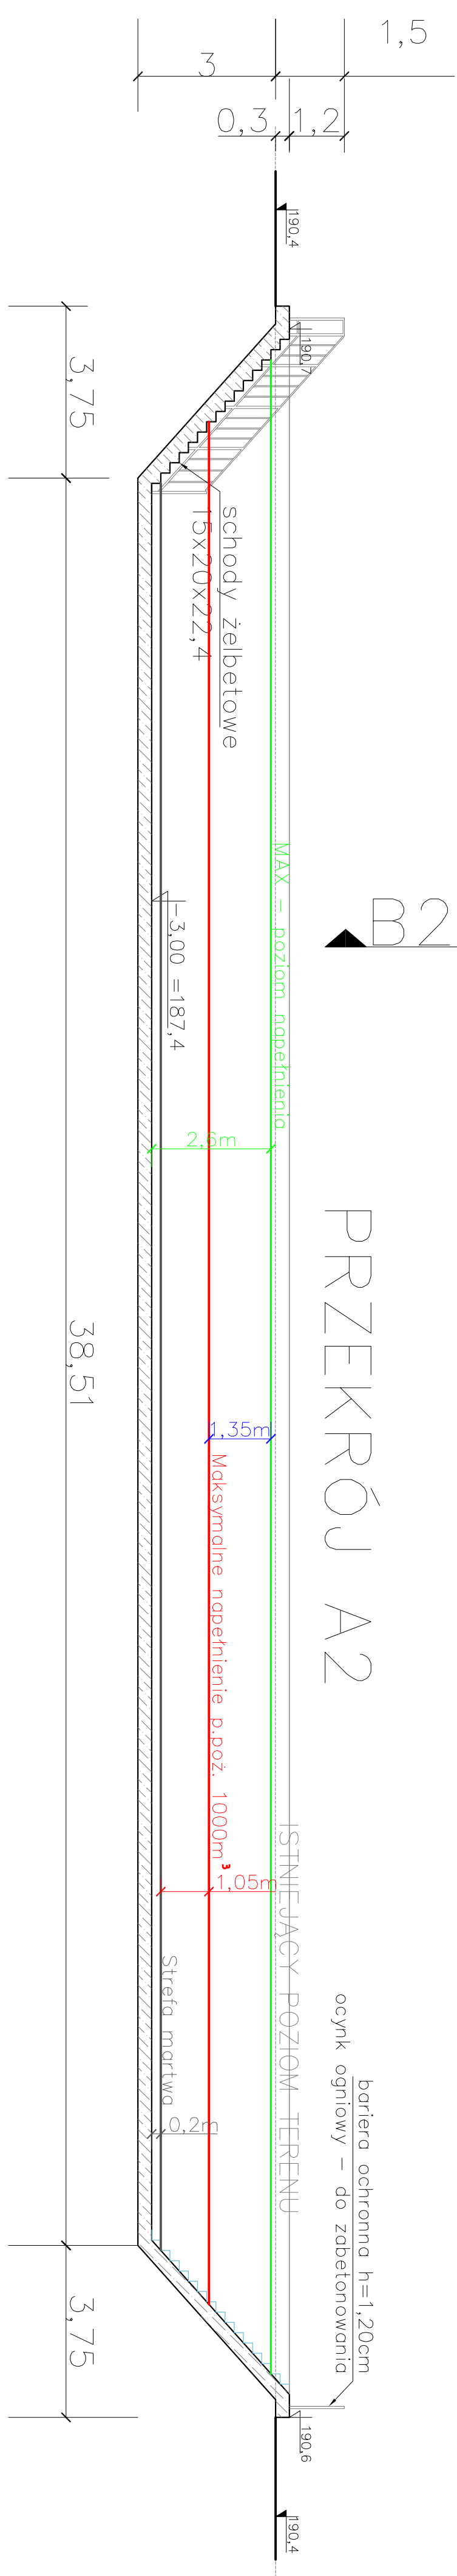 1,5
3
0,3
1,2
190,4
190,7
3,75
schody żelbetowe
15x20x22,4
MAX – poziom napełnienia
B2
-3,00 =187,4
2,6m
PRZEKRÓJ A2
38,51
1,35m
Maksymalne napełnienie p.poż. 1000m³
1,05m
ISTNIEJĄCY POZIOM TERENU
Strefa martwa
0,2m
bariera ochronna h=1,20cm
ocynk ogniowy – do zabetonowania
3,75
190,6
190,4